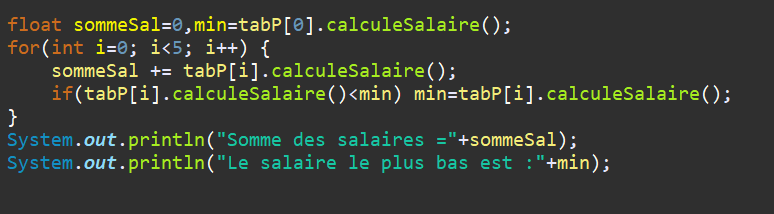 float sommeSal=0,min=tabP[0].calculeSalaire();
for(int i=0; i<5; i++) {
    sommeSal += tabP[i].calculeSalaire();
    if(tabP[i].calculeSalaire()<min) min=tabP[i].calculeSalaire();
}
System.out.println("Somme des salaires ="+sommeSal);
System.out.println("Le salaire le plus bas est :"+min);